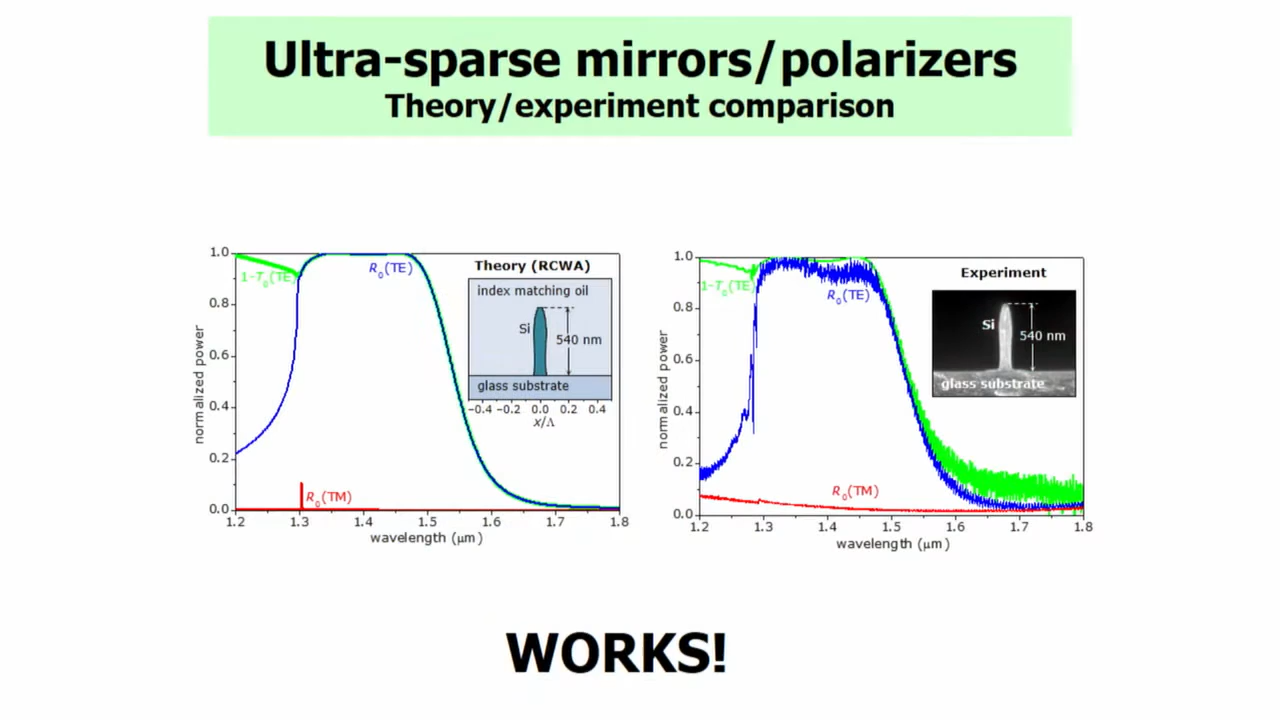 Ultra-sparse mirrors/polarizers
Theory/experiment comparison
normalized power
1.0
0.8
0.6
0.4
0.2
0.0
1.2 1.3 1.4 1.5 1.6 1.7 1.8
wavelength (μm)
1-T₀(TE)
R₀(TE)
R₀(TM)
Theory (RCWA)
index matching oil
Si
540 nm
glass substrate
−0.4 −0.2 0.0 0.2 0.4
x/Λ
normalized power
1.0
0.8
0.6
0.4
0.2
0.0
1.2 1.3 1.4 1.5 1.6 1.7 1.8
wavelength (μm)
1-T₀(TE)
R₀(TE)
R₀(TM)
Experiment
Si
540 nm
glass substrate
WORKS!